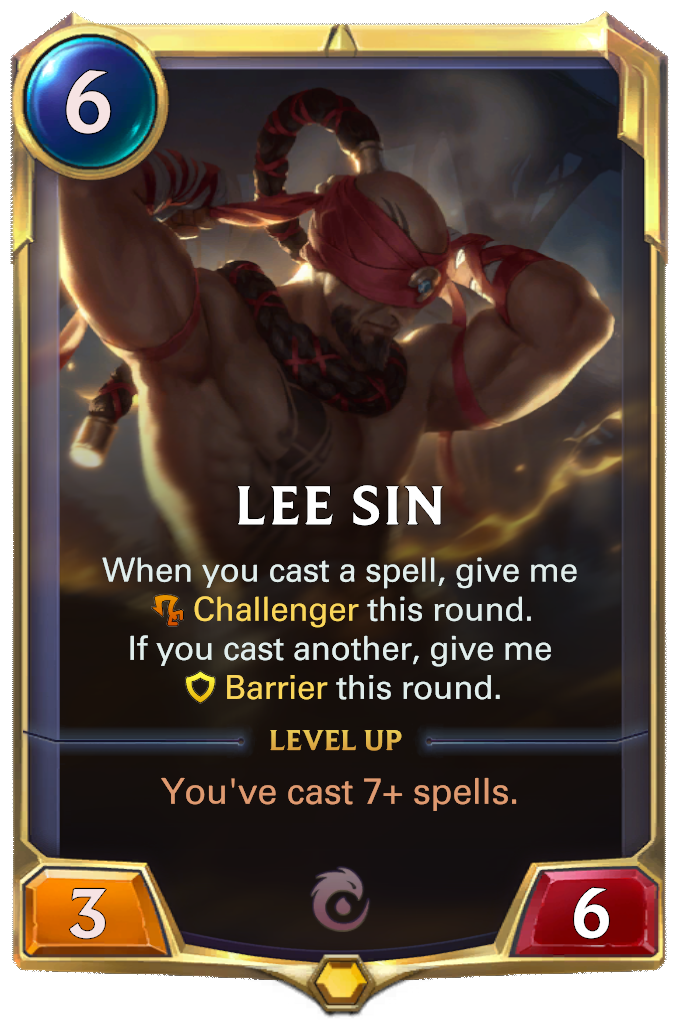 6
LEE SIN
When you cast a spell, give me
Challenger this round.
If you cast another, give me
Barrier this round.
LEVEL UP
You've cast 7+ spells.
3
6